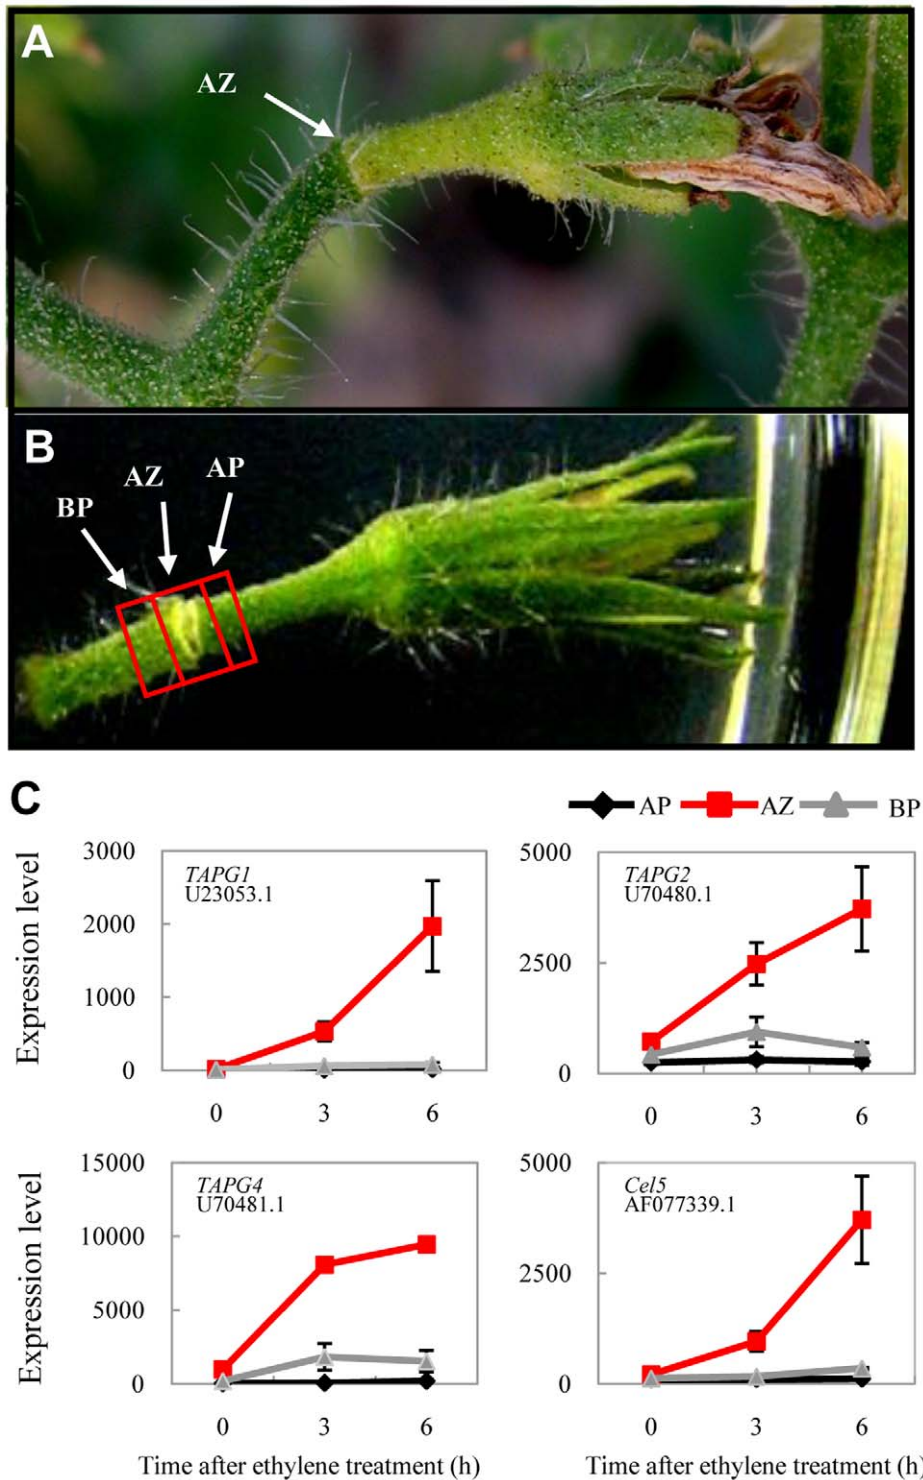 A
AZ
B
BP
AZ
AP
C
AP AZ BP
Expression level
3000
2000
1000
0
TAPG1
U23053.1
0 3 6
5000
2500
0
TAPG2
U70480.1
0 3 6
Expression level
15000
10000
5000
0
TAPG4
U70481.1
0 3 6
Time after ethylene treatment (h)
5000
2500
0
Cel5
AF077339.1
0 3 6
Time after ethylene treatment (h)